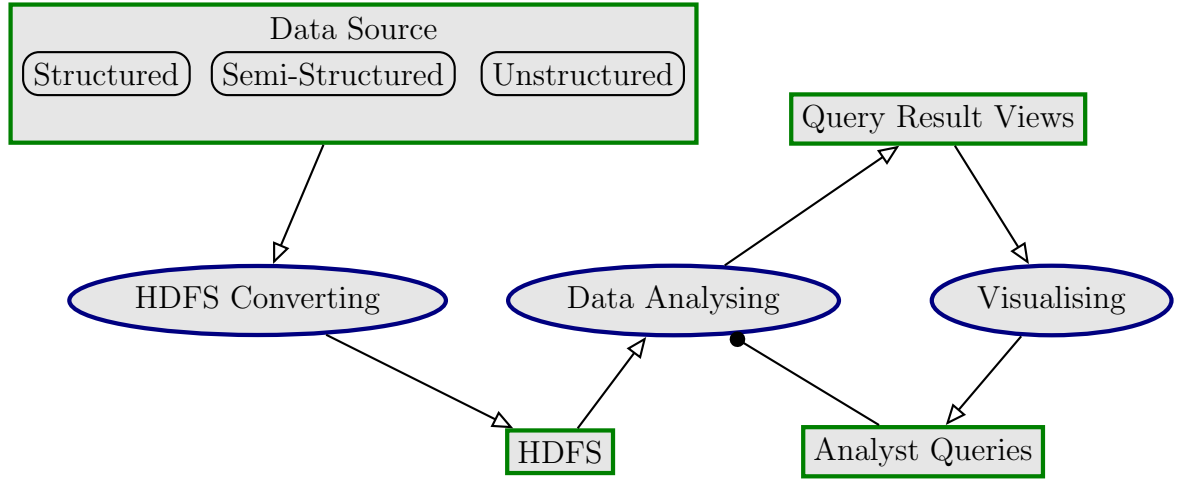 Data Source
Structured
Semi-Structured
Unstructured
Query Result Views
HDFS Converting
Data Analysing
Visualising
HDFS
Analyst Queries